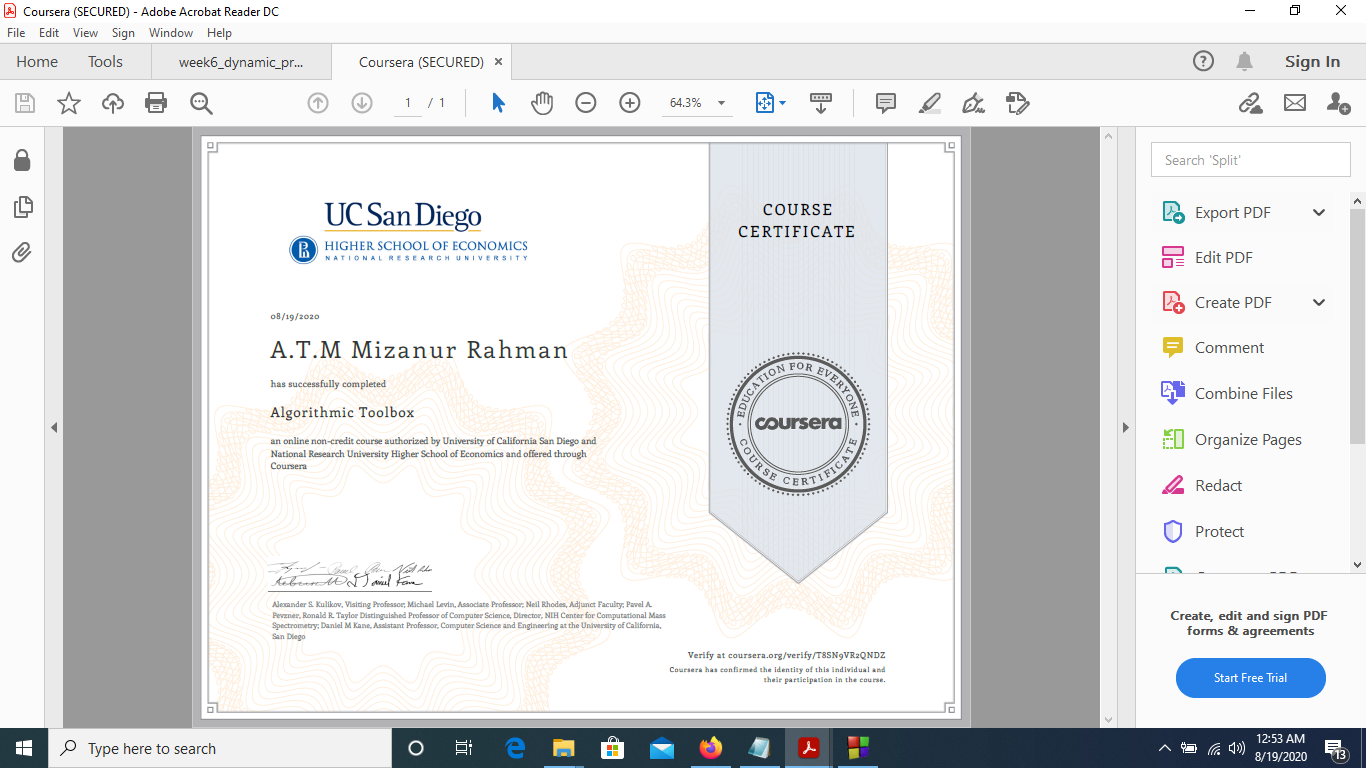 Coursera (SECURED) - Adobe Acrobat Reader DC
File Edit View Sign Window Help
Home Tools week6_dynamic_pr... Coursera (SECURED) × Sign In
1 / 1 64.3%
UC San Diego
HIGHER SCHOOL OF ECONOMICS
NATIONAL RESEARCH UNIVERSITY
08/19/2020
A.T.M Mizanur Rahman
has successfully completed
Algorithmic Toolbox
an online non-credit course authorized by University of California San Diego and
National Research University Higher School of Economics and offered through
Coursera
Alexander S. Kulikov, Visiting Professor; Michael Levin, Associate Professor; Neil Rhodes, Adjunct Faculty; Pavel A.
Pevzner, Ronald R. Taylor Distinguished Professor of Computer Science, Director, NIH Center for Computational Mass
Spectrometry; Daniel M Kane, Assistant Professor, Computer Science and Engineering at the University of California,
San Diego
COURSE
CERTIFICATE
EDUCATION FOR EVERYONE
coursera
COURSE CERTIFICATE
Verify at coursera.org/verify/T8SN9VR2QNDZ
Coursera has confirmed the identity of this individual and
their participation in the course.
Search 'Split'
Export PDF
Edit PDF
Create PDF
Comment
Combine Files
Organize Pages
Redact
Protect
Create, edit and sign PDF
forms & agreements
Start Free Trial
Type here to search
12:53 AM
8/19/2020
13